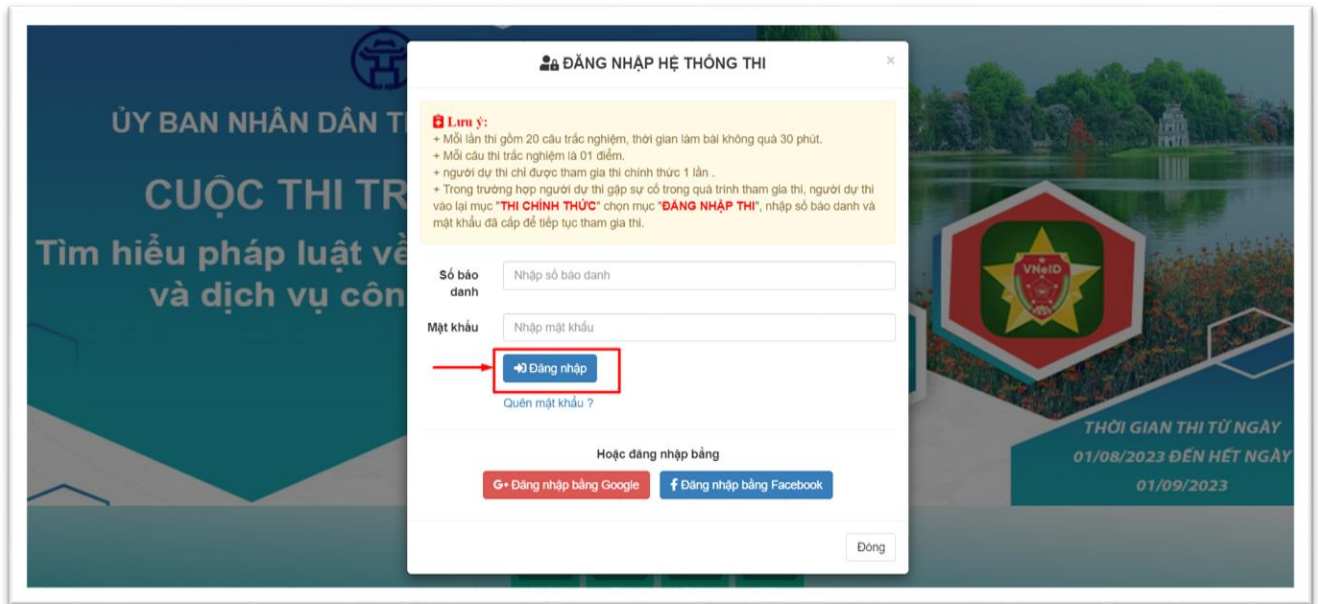 ỦY BAN NHÂN DÂN
CUỘC THI
Tìm hiểu pháp luật về
và dịch vụ
ĐĂNG NHẬP HỆ THỐNG THI
×
Lưu ý:
+ Mỗi lần thi gồm 20 câu trắc nghiệm, thời gian làm bài không quá 30 phút.
+ Mỗi câu thi trắc nghiệm là 01 điểm.
+ người dự thi chỉ được tham gia thi chính thức 1 lần .
+ Trong trường hợp người dự thi gặp sự cố trong quá trình tham gia thi, người dự thi
vào lại mục "THI CHÍNH THỨC" chọn mục "ĐĂNG NHẬP THI", nhập số báo danh và
mật khẩu đã cấp để tiếp tục tham gia thi.
Số báo
danh
Nhập số báo danh
Mật khẩu
Nhập mật khẩu
Đăng nhập
Quên mật khẩu ?
Hoặc đăng nhập bằng
G+ Đăng nhập bằng Google
f Đăng nhập bằng Facebook
Đóng
VNeID
THỜI GIAN THI TỪ NGÀY
01/08/2023 ĐẾN HẾT NGÀY
01/09/2023